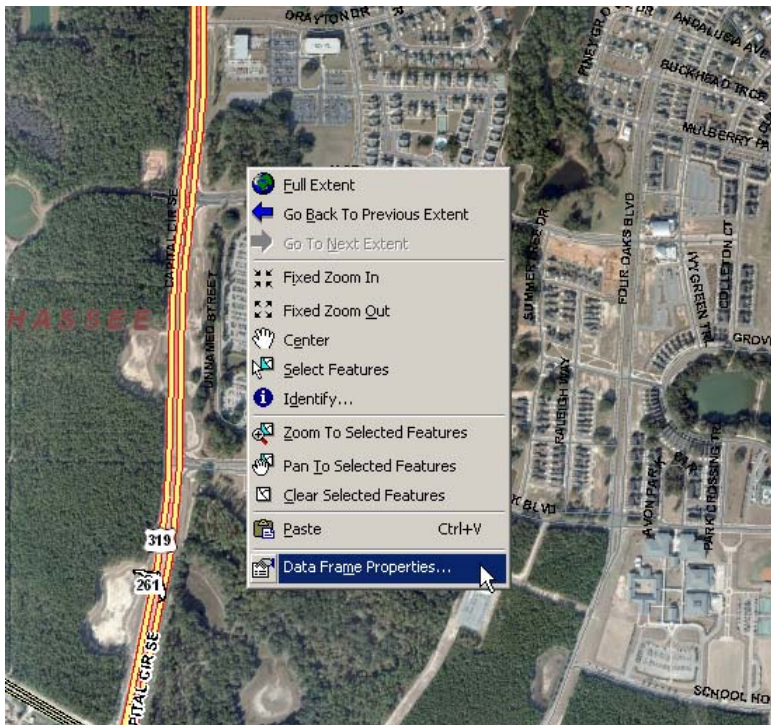 DRAYTON DR
PINEY GRO
ANDALUSIA AVE
BUCKHEAD TRCE
MULBERRY PA
CAPITAL CIR SE
UNNAMED STREET
HASSEE
SUMMER TREE DR
FOUR OAKS BLVD
IVY GREEN TRL
COLLETON CT
GROV
RALEIGH WAY
Full Extent
Go Back To Previous Extent
Go To Next Extent
Fixed Zoom In
Fixed Zoom Out
Center
Select Features
Identify...
Zoom To Selected Features
Pan To Selected Features
Clear Selected Features
Paste Ctrl+V
Data Frame Properties...
K BLVD
AVON PARK
PARK CROSSING TRL
319
261
PITAL CIR SE
SCHOOL HO